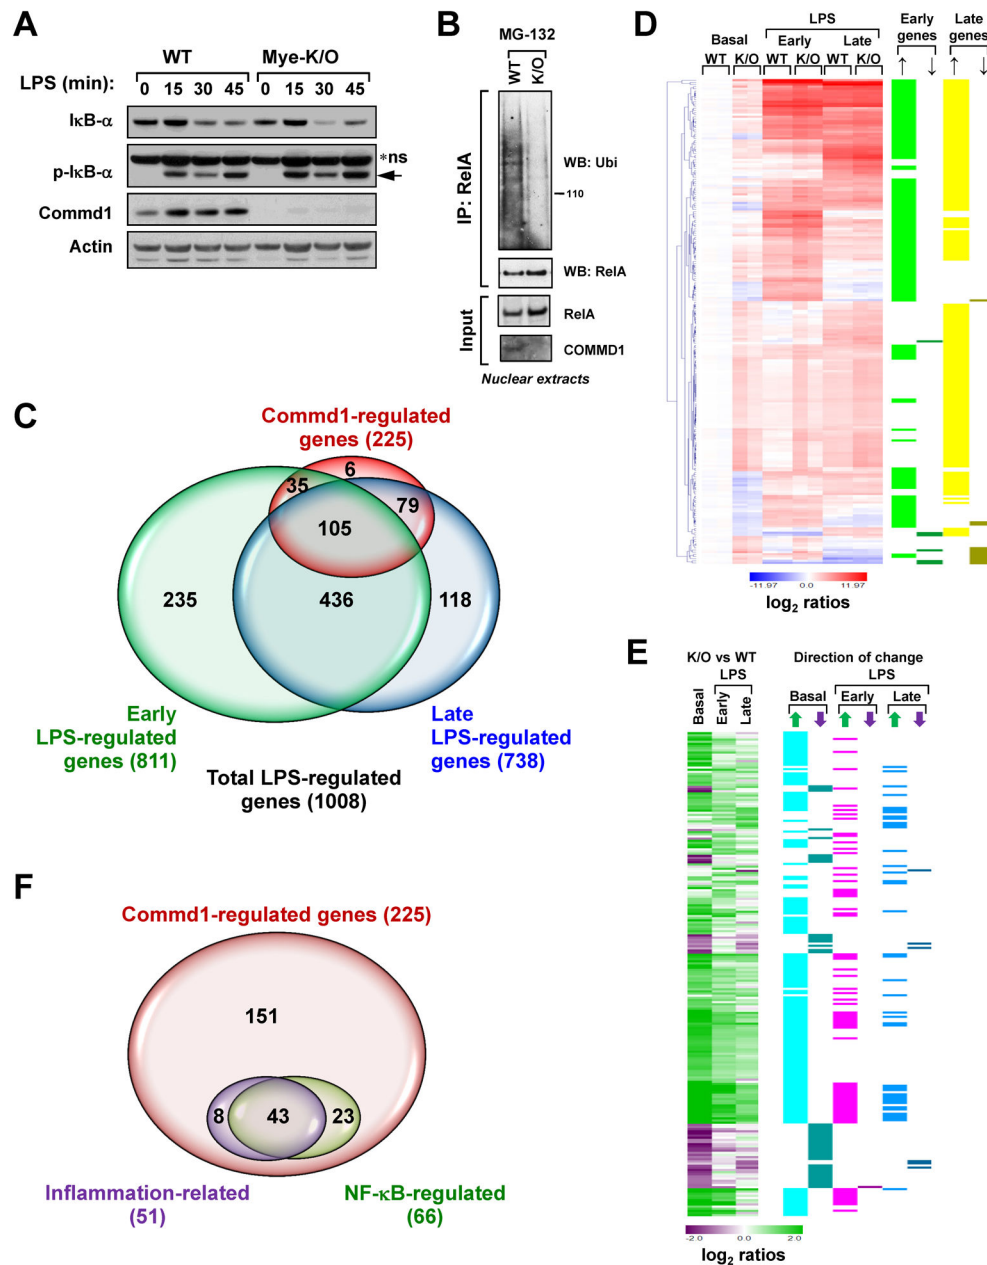 A
WT Mye-K/O
LPS (min): 0 15 30 45 0 15 30 45
IκB-α
p-IκB-α
*ns
Commd1
Actin
B
MG-132
WT K/O
IP: RelA
WB: Ubi
110
WB: RelA
Input
RelA
COMMD1
Nuclear extracts
C
Commd1-regulated
genes (225)
6
35
79
105
235
436
118
Early
LPS-regulated
genes (811)
Late
LPS-regulated
genes (738)
Total LPS-regulated
genes (1008)
D
LPS
Basal Early Late
WT K/O WT K/O WT K/O
Early
genes
Late
genes
↑ ↓ ↑ ↓
-11.97 0.0 11.97
log2 ratios
E
K/O vs WT
LPS
Basal Early Late
Direction of change
LPS
Basal Early Late
-2.0 0.0 2.0
log2 ratios
F
Commd1-regulated genes (225)
151
8
43
23
Inflammation-related
(51)
NF-κB-regulated
(66)